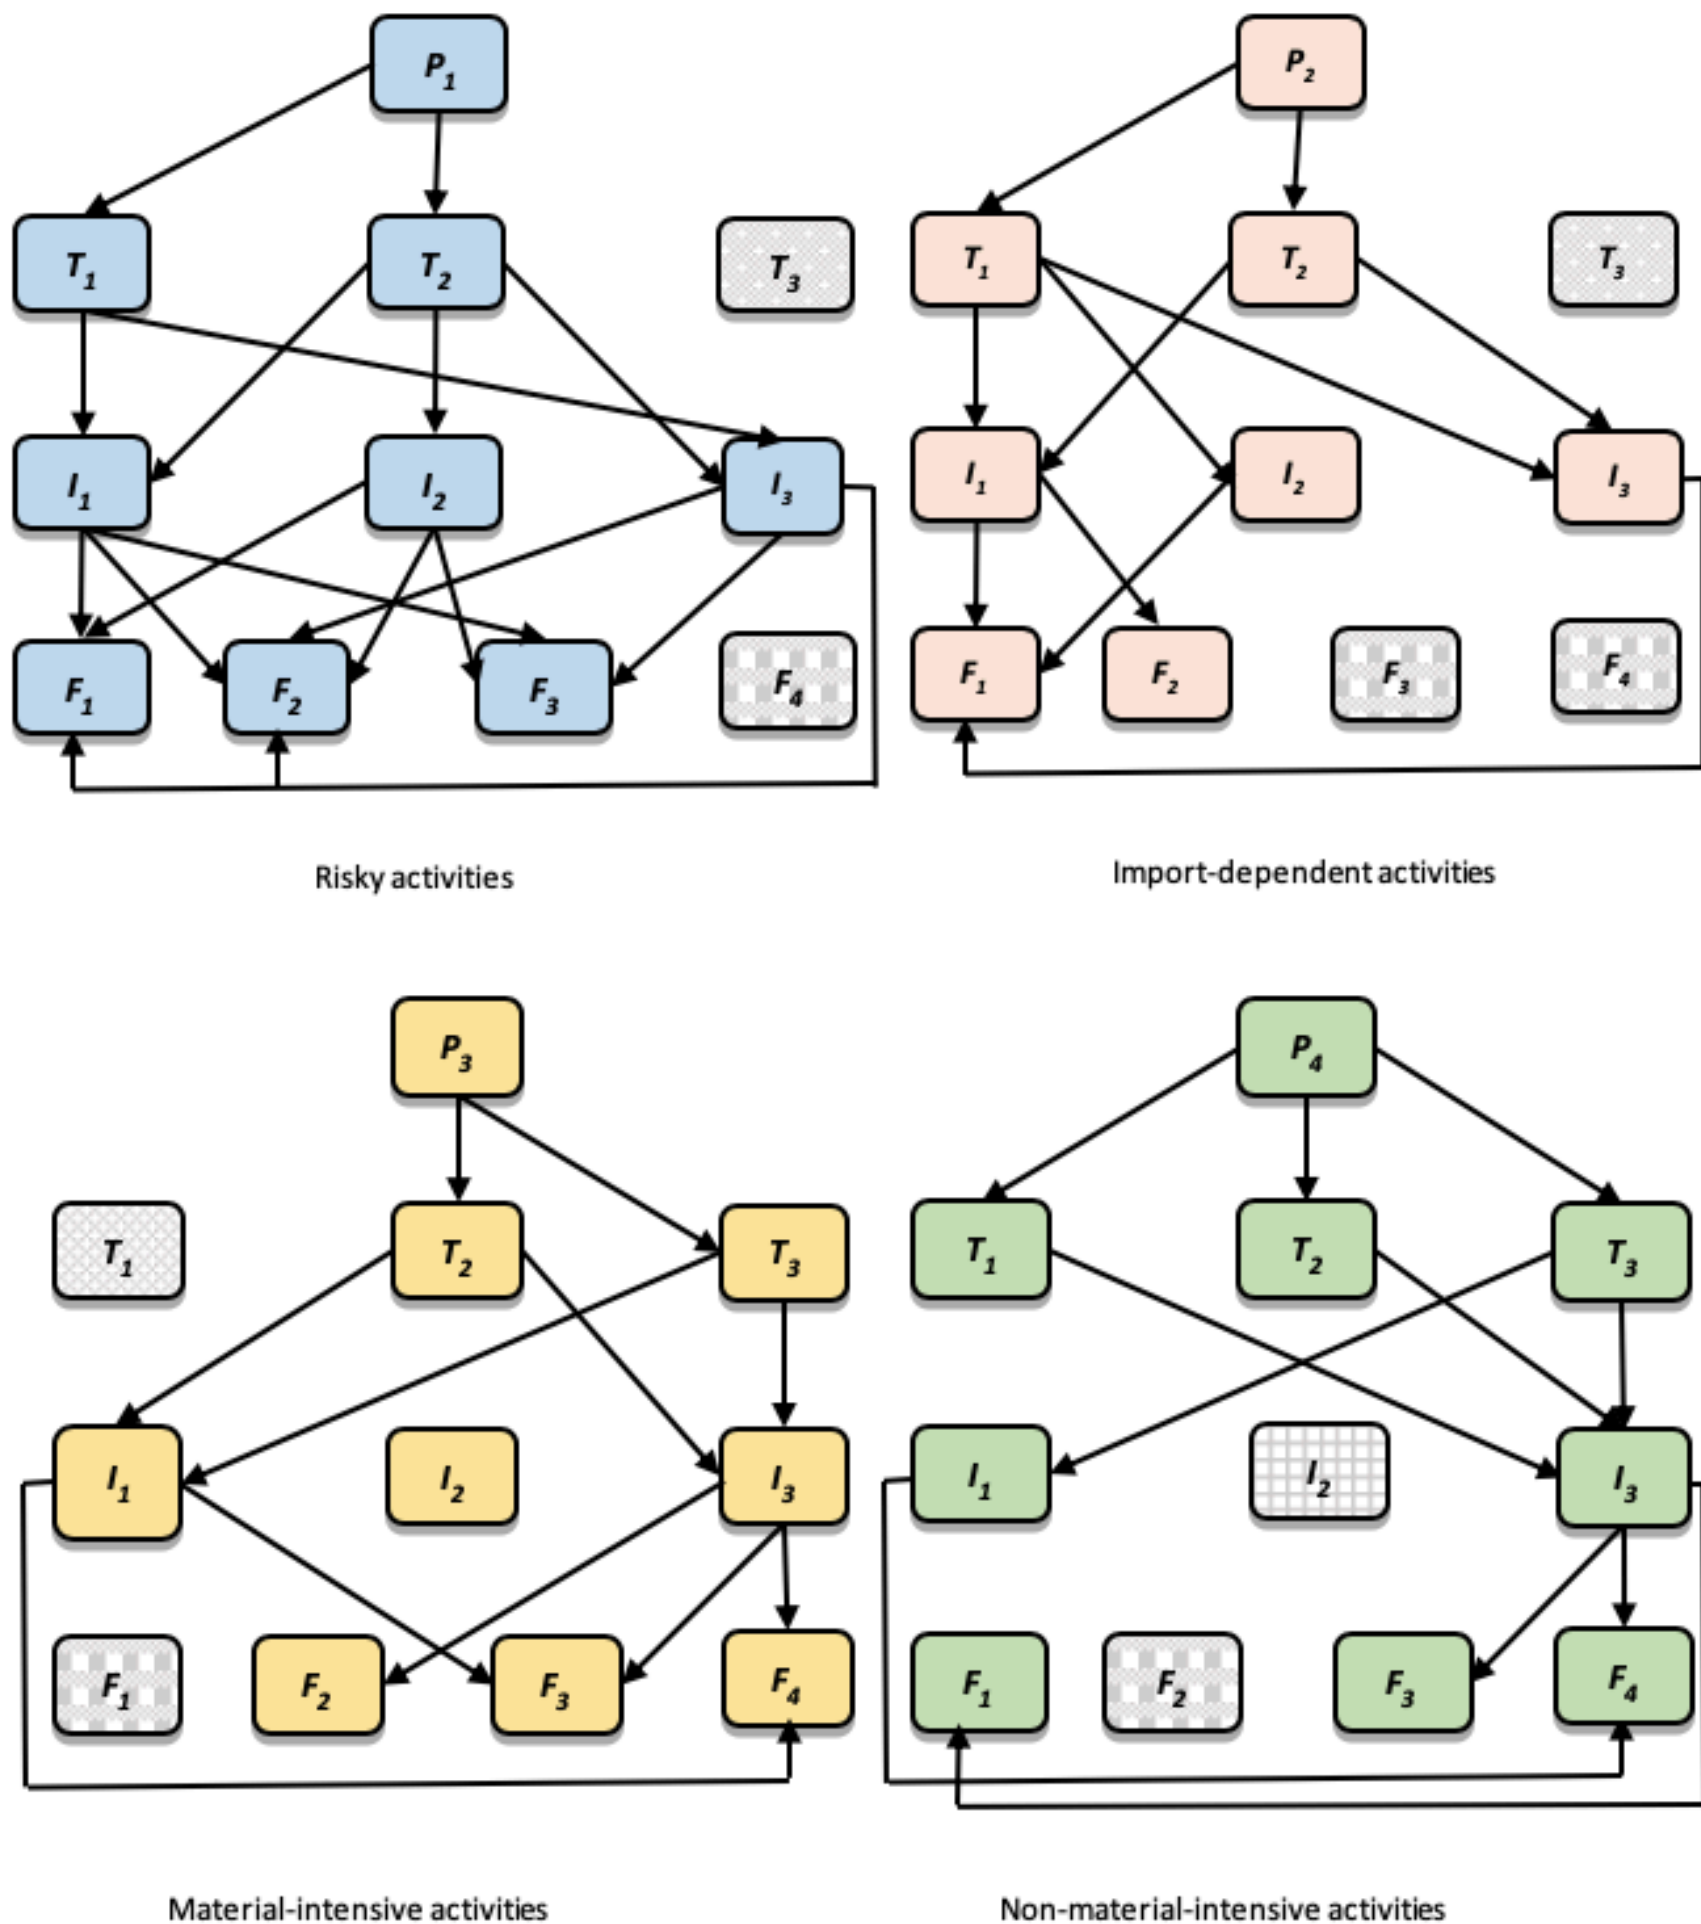 P1
P2
T1 T2 T3
T1 T2 T3
I1 I2 I3
I1 I2 I3
F1 F2 F3 F4
F1 F2 F3 F4
Risky activities
Import-dependent activities
P3
P4
T1 T2 T3
T1 T2 T3
I1 I2 I3
I1 I2 I3
F1 F2 F3 F4
F1 F2 F3 F4
Material-intensive activities
Non-material-intensive activities